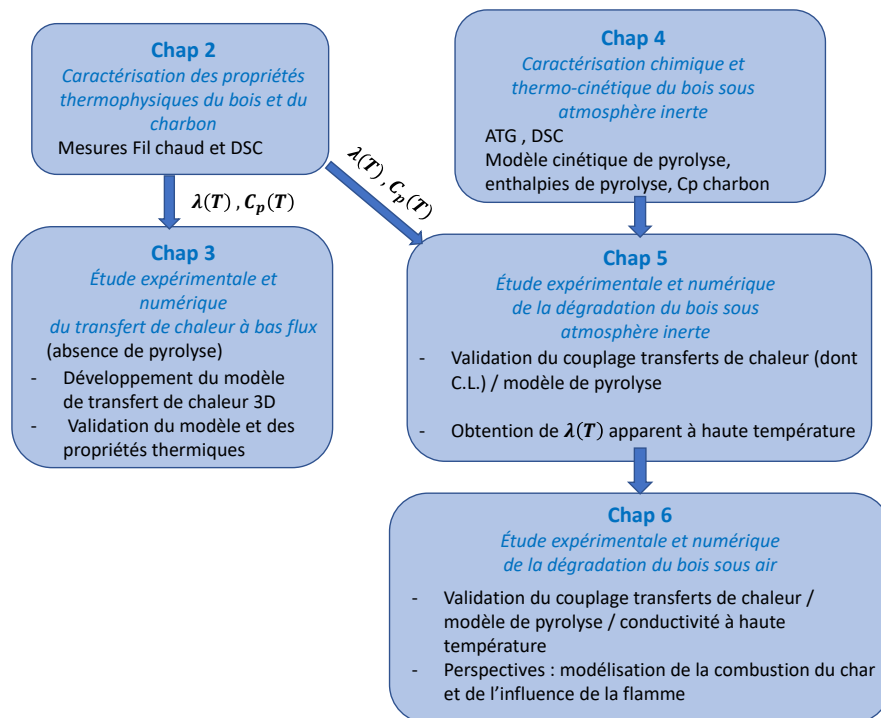 Chap 2
Caractérisation des propriétés
thermophysiques du bois et du
charbon
Mesures Fil chaud et DSC
λ(T) , Cp(T)
λ(T) , Cp(T)
Chap 3
Étude expérimentale et
numérique
du transfert de chaleur à bas flux
(absence de pyrolyse)
- Développement du modèle
de transfert de chaleur 3D
- Validation du modèle et des
propriétés thermiques
Chap 4
Caractérisation chimique et
thermo-cinétique du bois sous
atmosphère inerte
ATG , DSC
Modèle cinétique de pyrolyse,
enthalpies de pyrolyse, Cp charbon
Chap 5
Étude expérimentale et numérique
de la dégradation du bois sous
atmosphère inerte
- Validation du couplage transferts de chaleur (dont
C.L.) / modèle de pyrolyse
- Obtention de λ(T) apparent à haute température
Chap 6
Étude expérimentale et numérique
de la dégradation du bois sous air
- Validation du couplage transferts de chaleur /
modèle de pyrolyse / conductivité à haute
température
- Perspectives : modélisation de la combustion du char
et de l'influence de la flamme